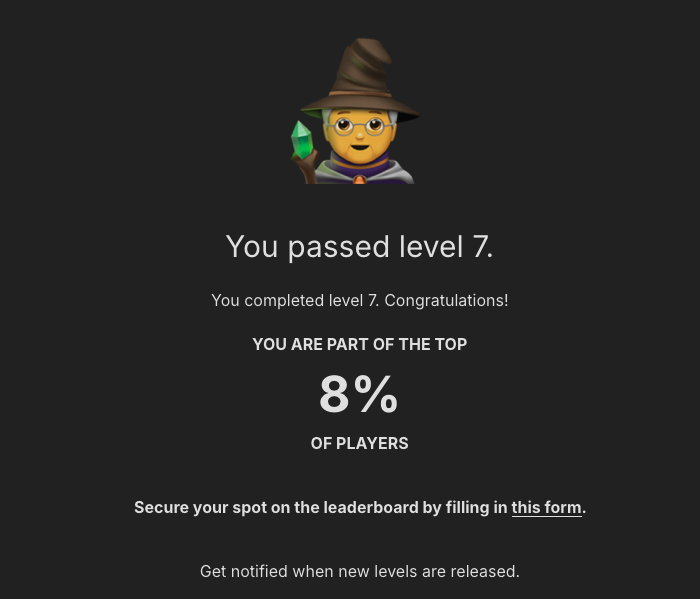 You passed level 7.
You completed level 7. Congratulations!
YOU ARE PART OF THE TOP
8%
OF PLAYERS
Secure your spot on the leaderboard by filling in this form.
Get notified when new levels are released.